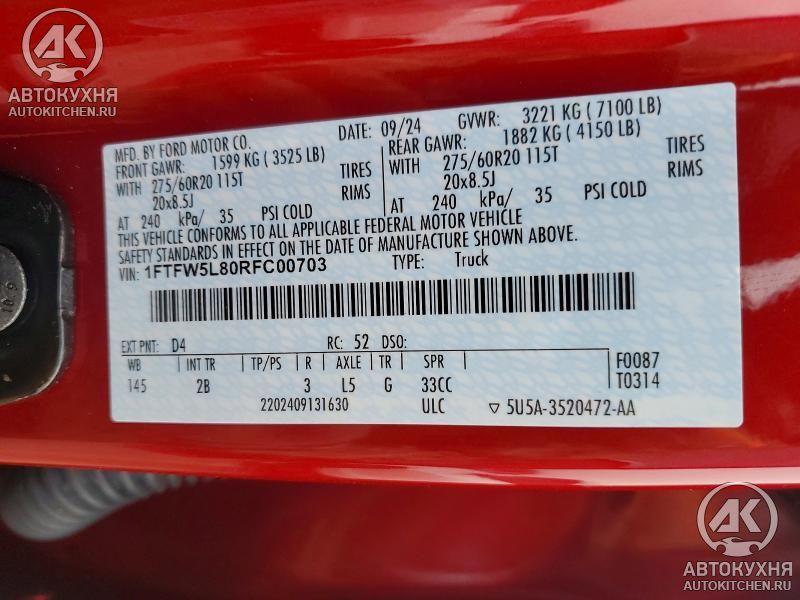 АК
АВТОКУХНЯ
AUTOKITCHEN.RU
MFD. BY FORD MOTOR CO. DATE: 09/24 GVWR: 3221 KG ( 7100 LB)
FRONT GAWR: 1599 KG ( 3525 LB) REAR GAWR: 1882 KG ( 4150 LB)
WITH 275/60R20 115T TIRES WITH 275/60R20 115T TIRES
20x8.5J RIMS 20x8.5J RIMS
AT 240 kPa/ 35 PSI COLD AT 240 kPa/ 35 PSI COLD
THIS VEHICLE CONFORMS TO ALL APPLICABLE FEDERAL MOTOR VEHICLE
SAFETY STANDARDS IN EFFECT ON THE DATE OF MANUFACTURE SHOWN ABOVE.
VIN: 1FTFW5L80RFC00703 TYPE: Truck
EXT PNT: D4 RC: 52 DSO:
WB INT TR TP/PS R AXLE TR SPR F0087
145 2B 3 L5 G 33CC T0314
2202409131630 ULC ▽ 5U5A-3520472-AA
АК
АВТОКУХНЯ
AUTOKITCHEN.RU